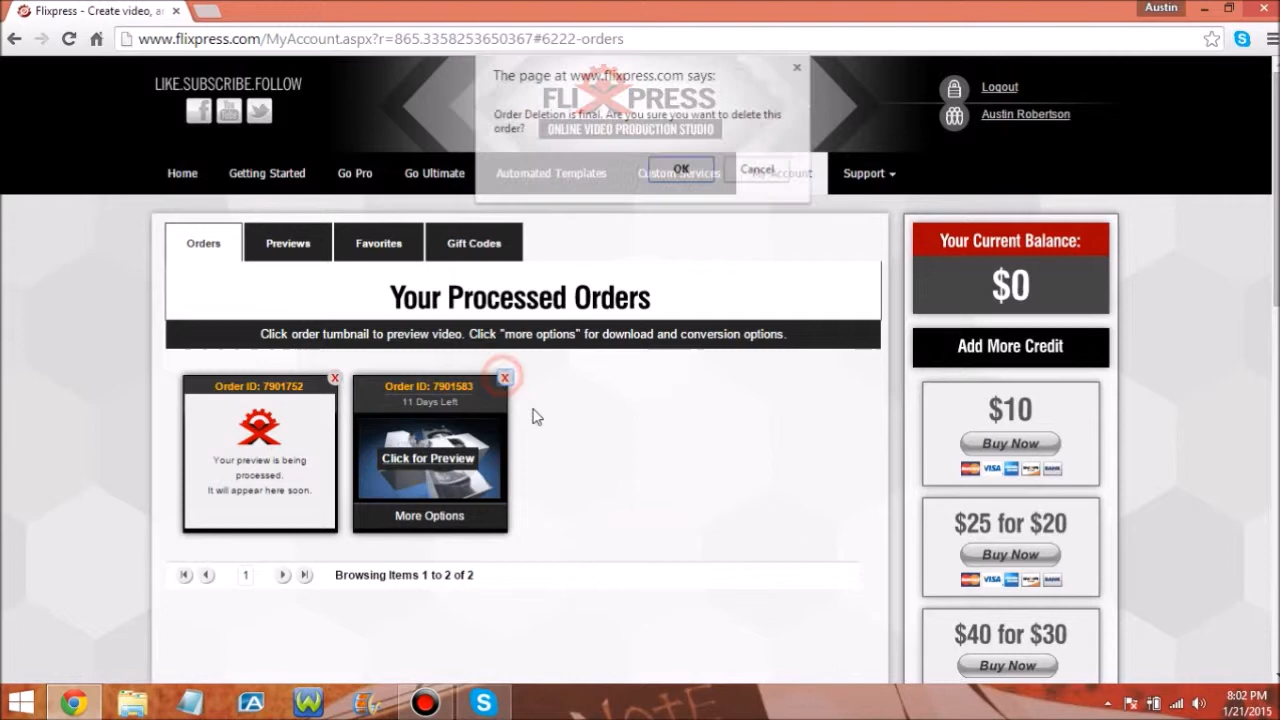 Flixpress - Create video, an
Austin
www.flixpress.com/MyAccount.aspx?r=865.3358253650367#6222-orders
LIKE.SUBSCRIBE.FOLLOW
The page at www.flixpress.com says:
FLIXPRESS
Order Deletion is final. Are you sure you want to delete this
order?
ONLINE VIDEO PRODUCTION STUDIO
OK
Cancel
Logout
Austin Robertson
Home
Getting Started
Go Pro
Go Ultimate
Automated Templates
Custom Services
My Account
Support
Orders
Previews
Favorites
Gift Codes
Your Processed Orders
Click order tumbnail to preview video. Click "more options" for download and conversion options.
Order ID: 7901752
X
Your preview is being
processed.
It will appear here soon.
Order ID: 7901583
X
11 Days Left
Click for Preview
More Options
1
Browsing Items 1 to 2 of 2
Your Current Balance:
$0
Add More Credit
$10
Buy Now
VISA
$25 for $20
Buy Now
VISA
$40 for $30
Buy Now
NOTE
8:02 PM
1/21/2015